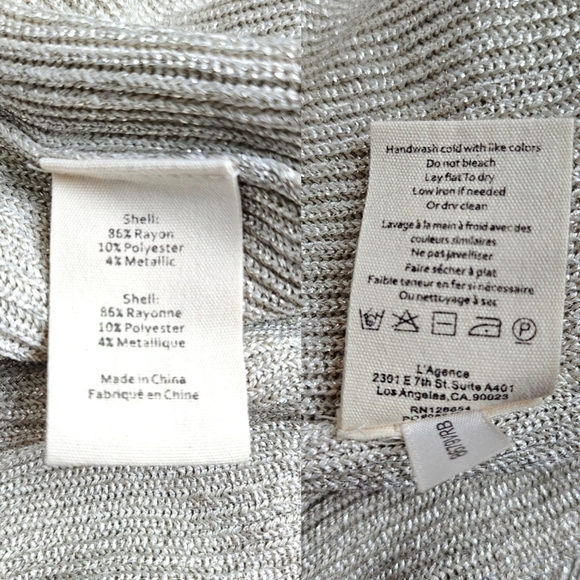 Shell:
86% Rayon
10% Polyester
4% Metallic
Shell:
86% Rayonne
10% Polyester
4% Metallique
Made in China
Fabriqué en Chine
Handwash cold with like colors
Do not bleach
Lay flat To dry
Low Iron if needed
Or dry clean
Lavage à la main à froid avec des
couleurs similaires
Ne pas javelliser
Faire sécher à plat
Faible teneur en fer si nécessaire
Ou nettoyage à sec
P
L'Agence
2301 E 7th St. Suite A401
Los Angeles, CA. 90023